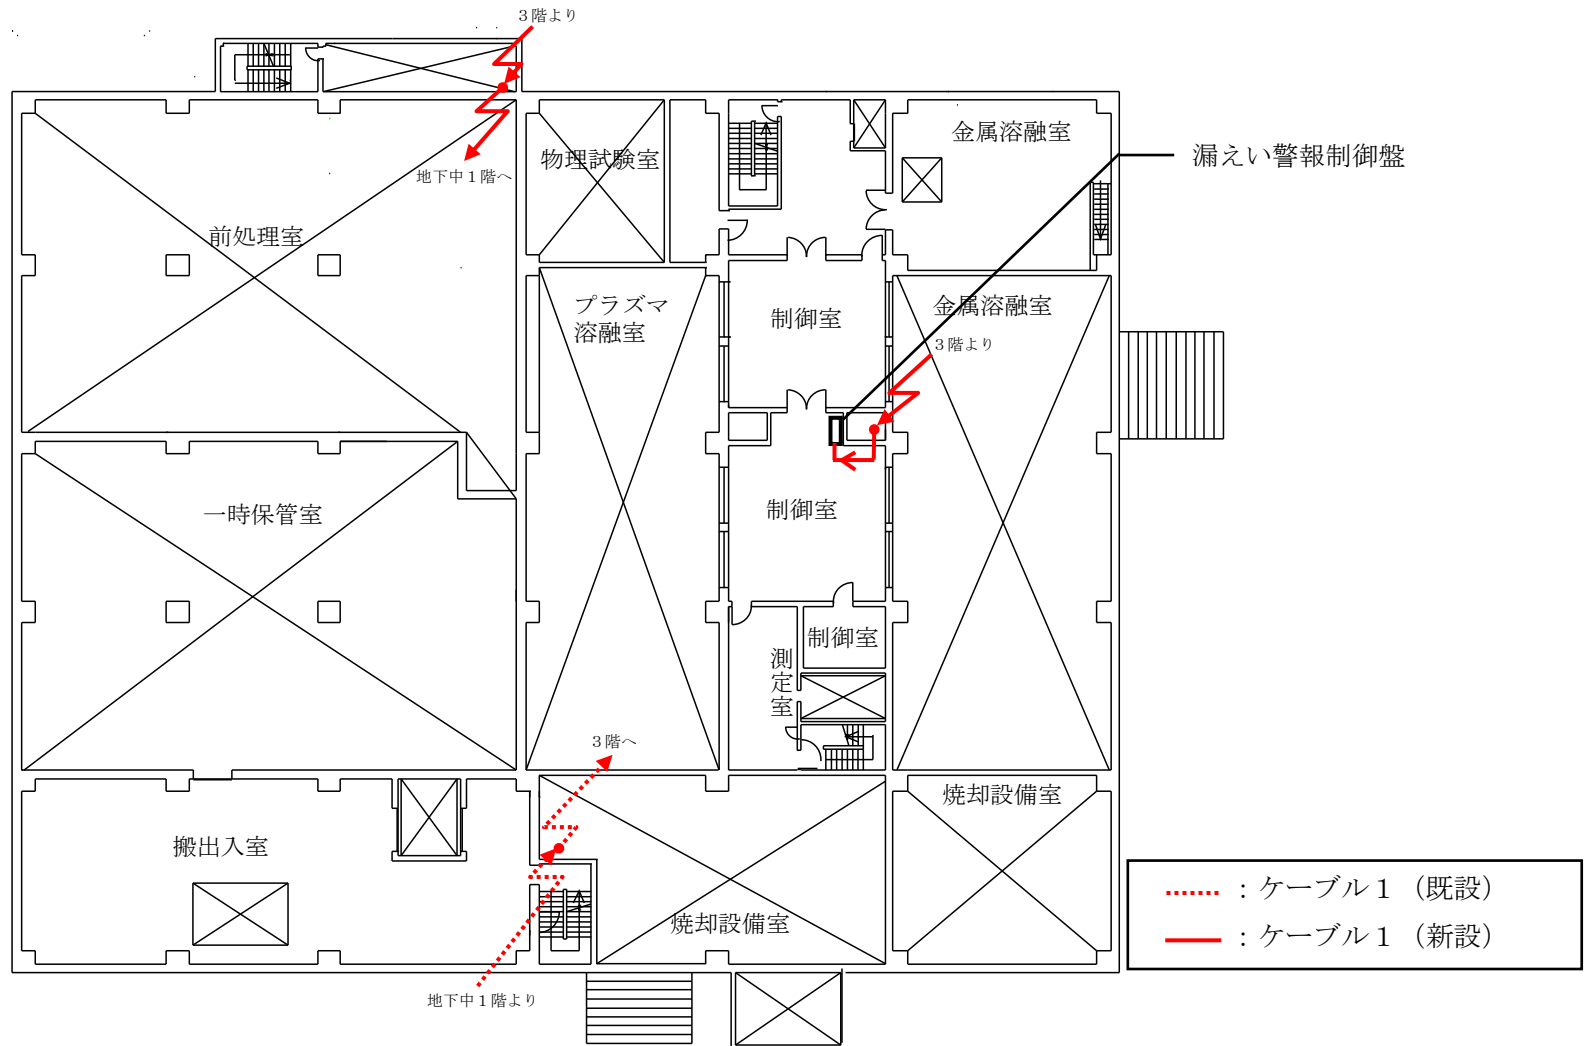 ３階より
金属溶融室
漏えい警報制御盤
物理試験室
地下中１階へ
前処理室
プラズマ
溶融室
制御室
金属溶融室
３階より
一時保管室
制御室
制御室
測定室
３階へ
焼却設備室
搬出入室
焼却設備室
：ケーブル１（既設）
：ケーブル１（新設）
地下中１階より